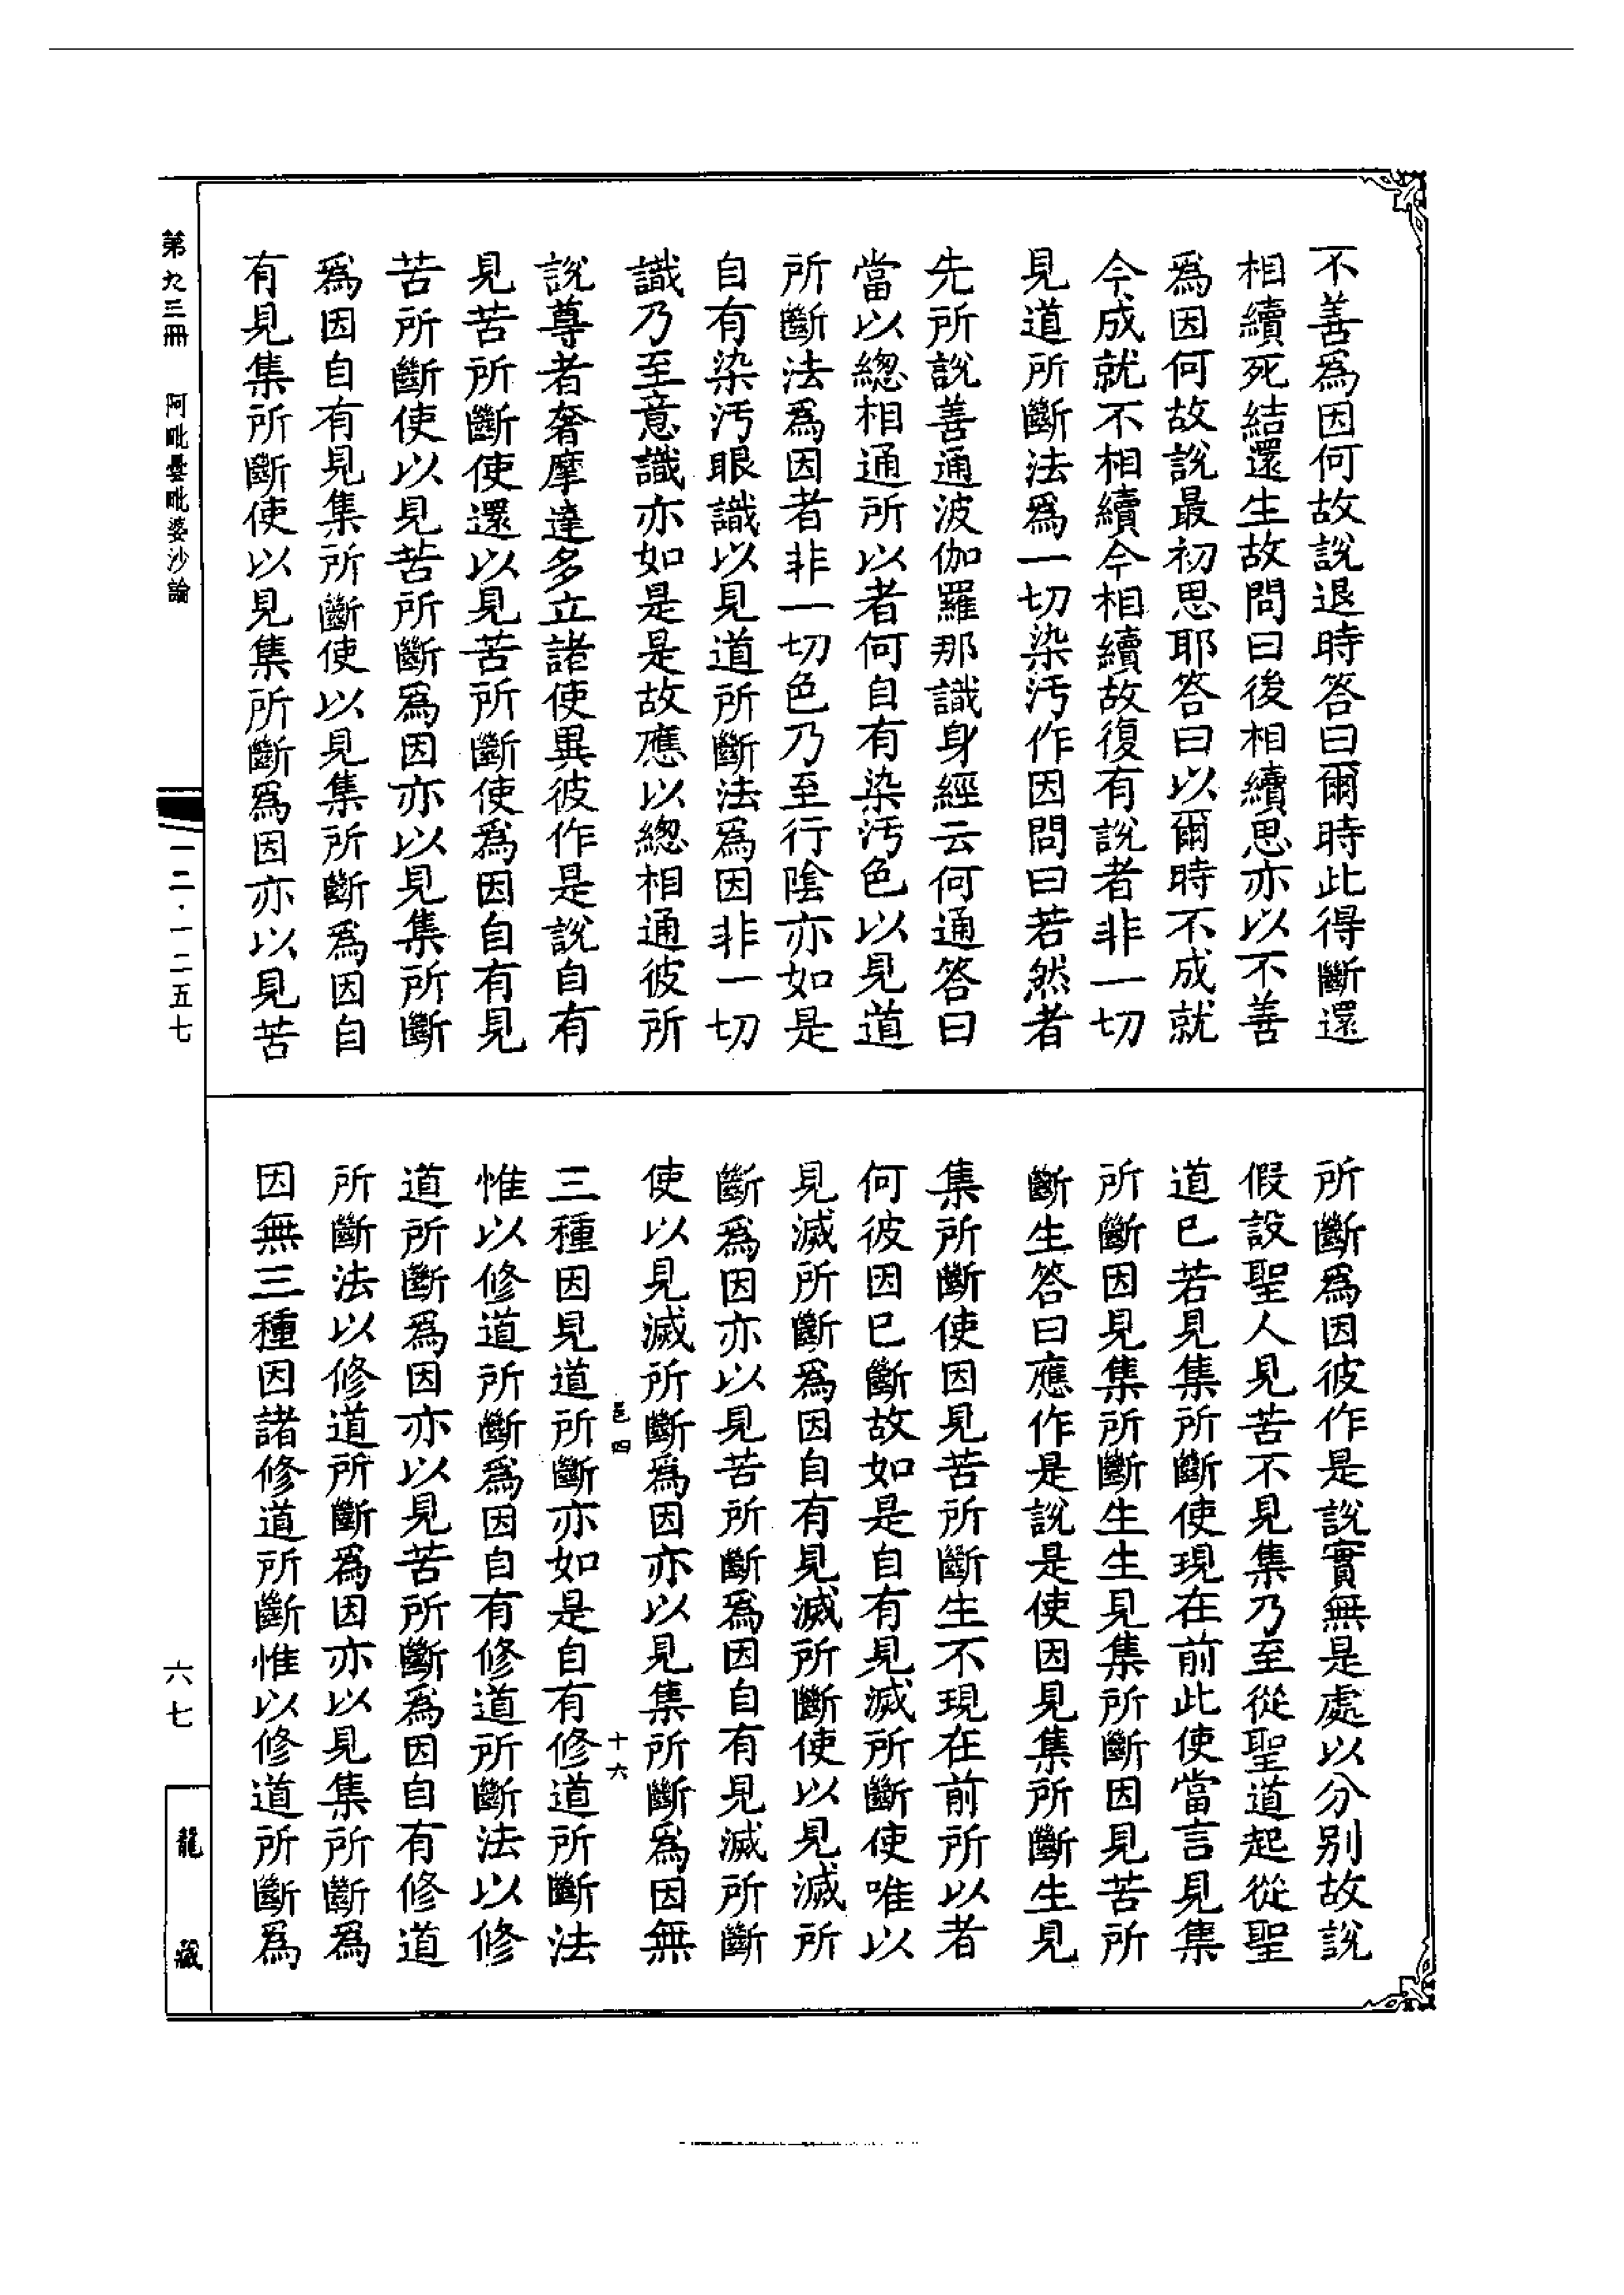 不善爲因何故說退時答曰爾時此得斷還
相續死結還生故問曰後相續思亦以不善
爲因何故說最初思耶答曰以爾時不成就
今成就不相續今相續故復有說者非一切
見道所斷法爲一切染汚作因問曰若然者
先所說善通波伽羅那識身經云何通答曰
當以總相通所以者何自有染汚色以見道
所斷法爲因者非一切色乃至行陰亦如是
自有染汚眼識以見道所斷法爲因非一切
識乃至意識亦如是是故應以總相通彼所
說尊者奢摩達多立諸使異彼作是說自有
見苦所斷使還以見苦所斷使爲因自有見
苦所斷使以見苦所斷爲因亦以見集所斷
爲因自有見集所斷使以見集所斷爲因自
有見集所斷使以見集所斷爲因亦以見苦
所斷爲因彼作是說實無是處以分别故說
假設聖人見苦不見集乃至從聖道起從聖
道已若見集所斷使現在前此使當言見集
所斷因見集所斷生生見集所斷因見苦所
斷生答曰應作是說是使因見集所斷生見
集所斷使因見苦所斷生不現在前所以者
何彼因已斷故如是自有見滅所斷使唯以
見滅所斷爲因自有見滅所斷使以見滅所
斷爲因亦以見苦所斷爲因自有見滅所斷
使以見滅所斷爲因亦以見集所斷爲因無
邑四
十六
三種因見道所斷亦如是自有修道所斷法
惟以修道所斷爲因自有修道所斷法以修
道所斷爲因亦以見苦所斷爲因自有修道
所斷法以修道所斷爲因亦以見集所斷爲
因無三種因諸修道所斷惟以修道所斷爲
第九三冊
阿毗曇毗婆沙論
一二·一二五七
六七
龍藏